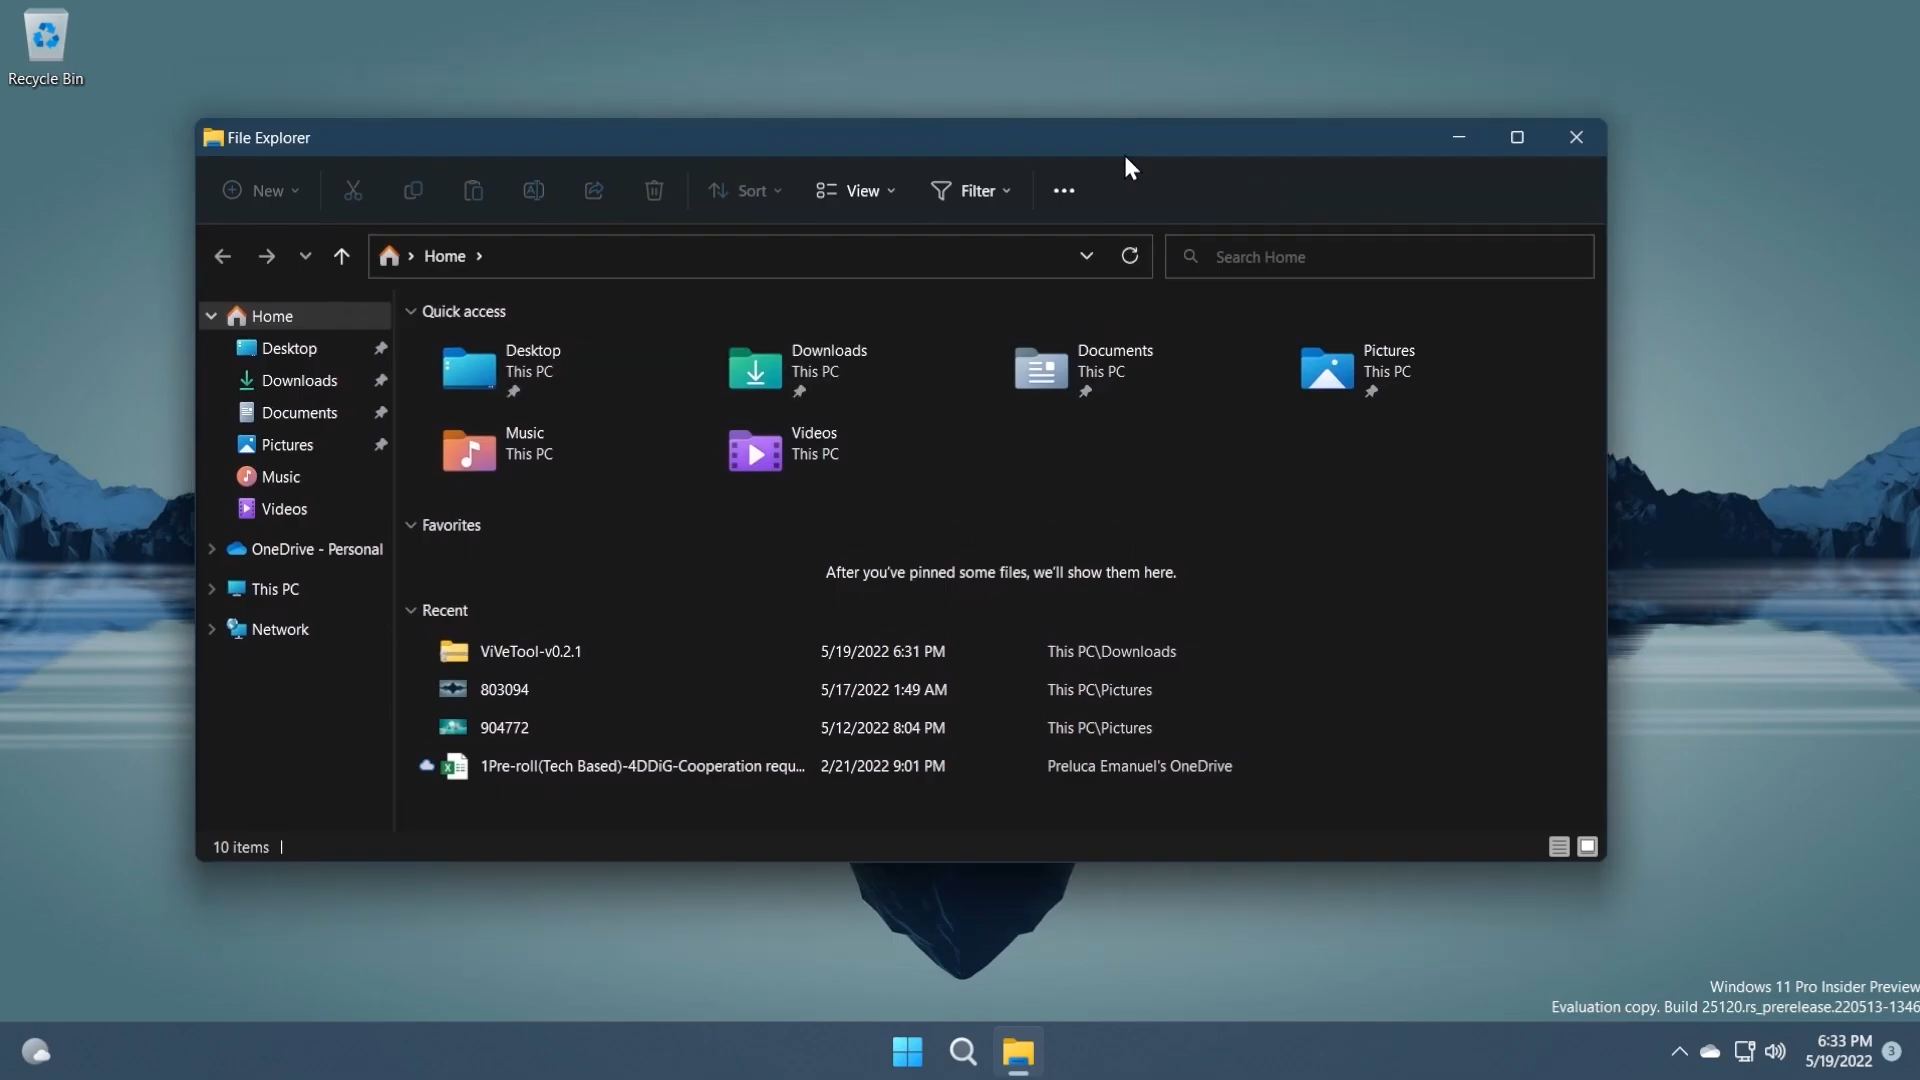 Recycle Bin
File Explorer
New
Sort
View
Filter
Home
Search Home
Home
Desktop
Downloads
Documents
Pictures
Music
Videos
OneDrive - Personal
This PC
Network
Quick access
Desktop
This PC
Downloads
This PC
Documents
This PC
Pictures
This PC
Music
This PC
Videos
This PC
Favorites
After you've pinned some files, we'll show them here.
Recent
ViVeTool-v0.2.1 5/19/2022 6:31 PM This PC\Downloads
803094 5/17/2022 1:49 AM This PC\Pictures
904772 5/12/2022 8:04 PM This PC\Pictures
1Pre-roll(Tech Based)-4DDiG-Cooperation requ... 2/21/2022 9:01 PM Preluca Emanuel's OneDrive
10 items
Windows 11 Pro Insider Preview
Evaluation copy. Build 25120.rs_prerelease.220513-1346
6:33 PM
5/19/2022
3